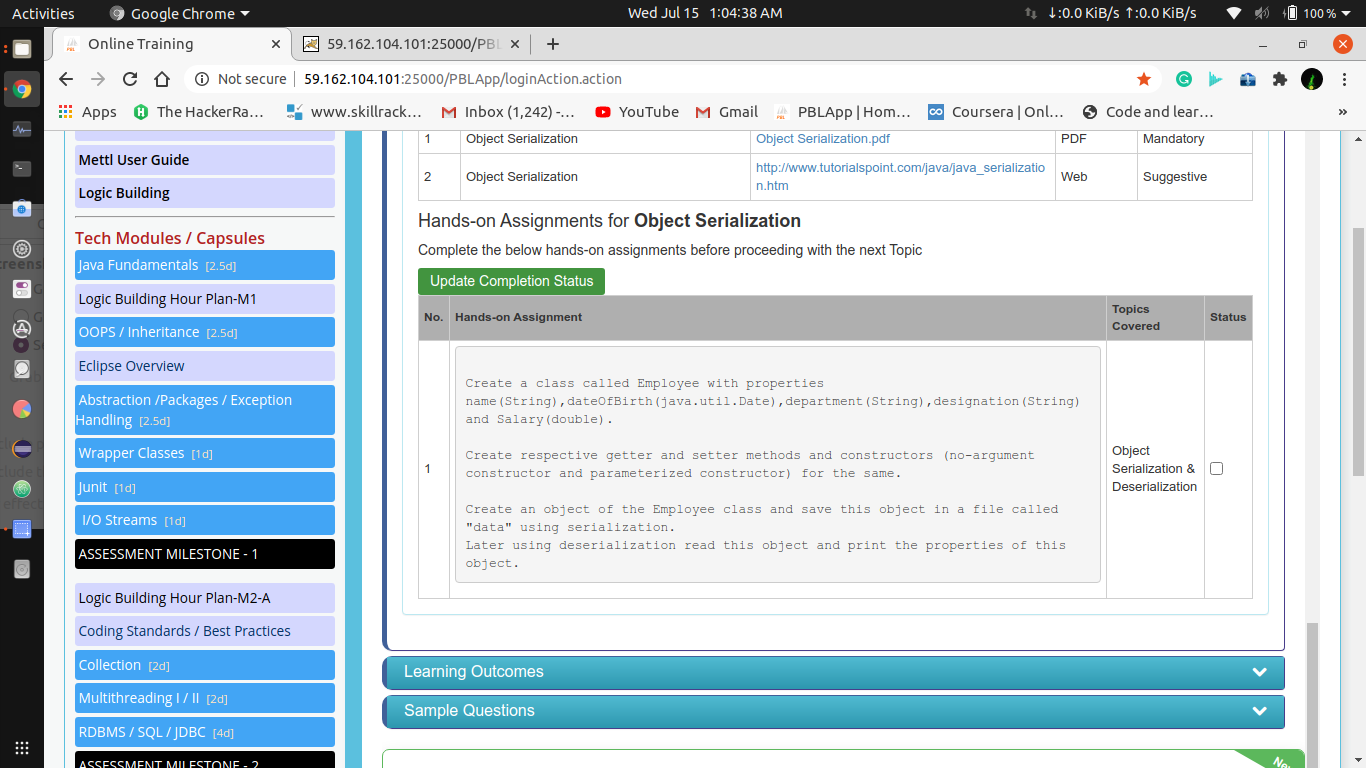 Activities
Google Chrome
Wed Jul 15 1:04:38 AM
↓:0.0 KiB/s ↑:0.0 KiB/s
100 %
Online Training
59.162.104.101:25000/PBL
Not secure
59.162.104.101:25000/PBLApp/loginAction.action
Apps
The HackerRa...
www.skillrack...
Inbox (1,242) -...
YouTube
Gmail
PBLApp | Hom...
Coursera | Onl...
Code and lear...
»
Mettl User Guide
Logic Building
Tech Modules / Capsules
Java Fundamentals [2.5d]
Logic Building Hour Plan-M1
OOPS / Inheritance [2.5d]
Eclipse Overview
Abstraction /Packages / Exception
Handling [2.5d]
Wrapper Classes [1d]
Junit [1d]
I/O Streams [1d]
ASSESSMENT MILESTONE - 1
Logic Building Hour Plan-M2-A
Coding Standards / Best Practices
Collection [2d]
Multithreading I / II [2d]
RDBMS / SQL / JDBC [4d]
ASSESSMENT MILESTONE - 2
1 Object Serialization Object Serialization.pdf PDF Mandatory
2 Object Serialization http://www.tutorialspoint.com/java/java_serializatio
n.htm Web Suggestive
Hands-on Assignments for Object Serialization
Complete the below hands-on assignments before proceeding with the next Topic
Update Completion Status
No. Hands-on Assignment Topics
Covered Status
1
Create a class called Employee with properties
name(String),dateOfBirth(java.util.Date),department(String),designation(String)
and Salary(double).
Create respective getter and setter methods and constructors (no-argument
constructor and parameterized constructor) for the same.
Create an object of the Employee class and save this object in a file called
"data" using serialization.
Later using deserialization read this object and print the properties of this
object.
Object
Serialization &
Deserialization
Learning Outcomes
Sample Questions